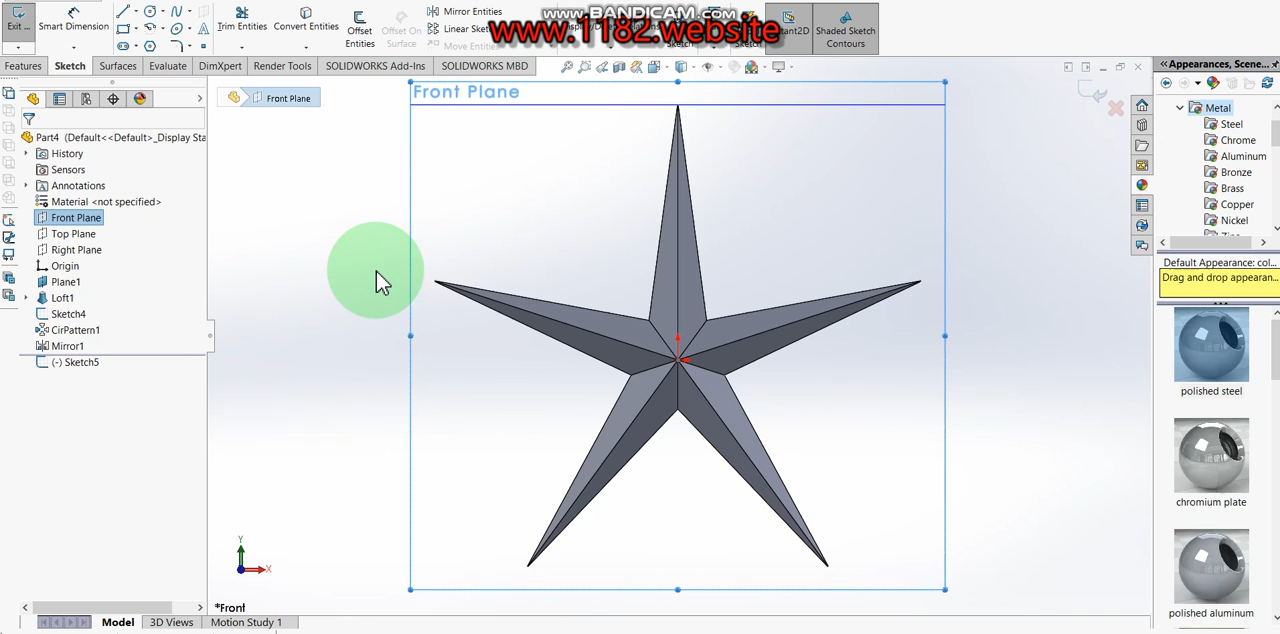 www.BANDICAM.com
www.1182.website
Exit ...
Smart Dimension
Trim Entities
Convert Entities
Offset Entities
Offset On Surface
Mirror Entities
Linear Sketch
Move Entities
Instant2D
Shaded Sketch Contours
Features
Sketch
Surfaces
Evaluate
DimXpert
Render Tools
SOLIDWORKS Add-Ins
SOLIDWORKS MBD
Front Plane
Front Plane
Part4 (Default<<Default>_Display Sta
History
Sensors
Annotations
Material <not specified>
Front Plane
Top Plane
Right Plane
Origin
Plane1
Loft1
Sketch4
CirPattern1
Mirror1
(-) Sketch5
Y
X
*Front
Model
3D Views
Motion Study 1
Appearances, Scene...
Metal
Steel
Chrome
Aluminum
Bronze
Brass
Copper
Nickel
Default Appearance: col...
Drag and drop appearan...
polished steel
chromium plate
polished aluminum